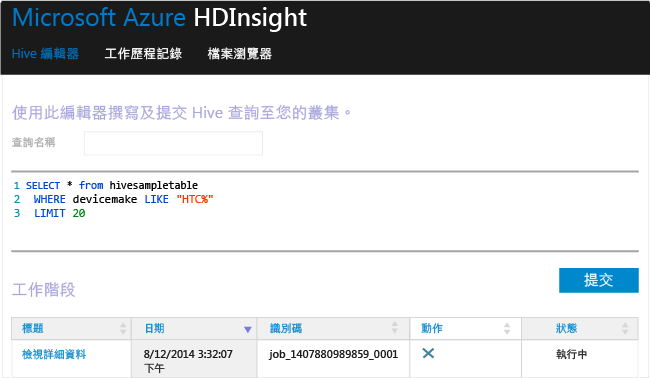 Microsoft Azure HDInsight
Hive 編輯器 工作歷程記錄 檔案瀏覽器
使用此編輯器撰寫及提交 Hive 查詢至您的叢集。
查詢名稱
1 SELECT * from hivesampletable
2 WHERE devicemake LIKE "HTC%"
3 LIMIT 20
提交
工作階段
標題 日期 識別碼 動作 狀態
檢視詳細資料 8/12/2014 3:32:07 job_1407880989859_0001 執行中
下午